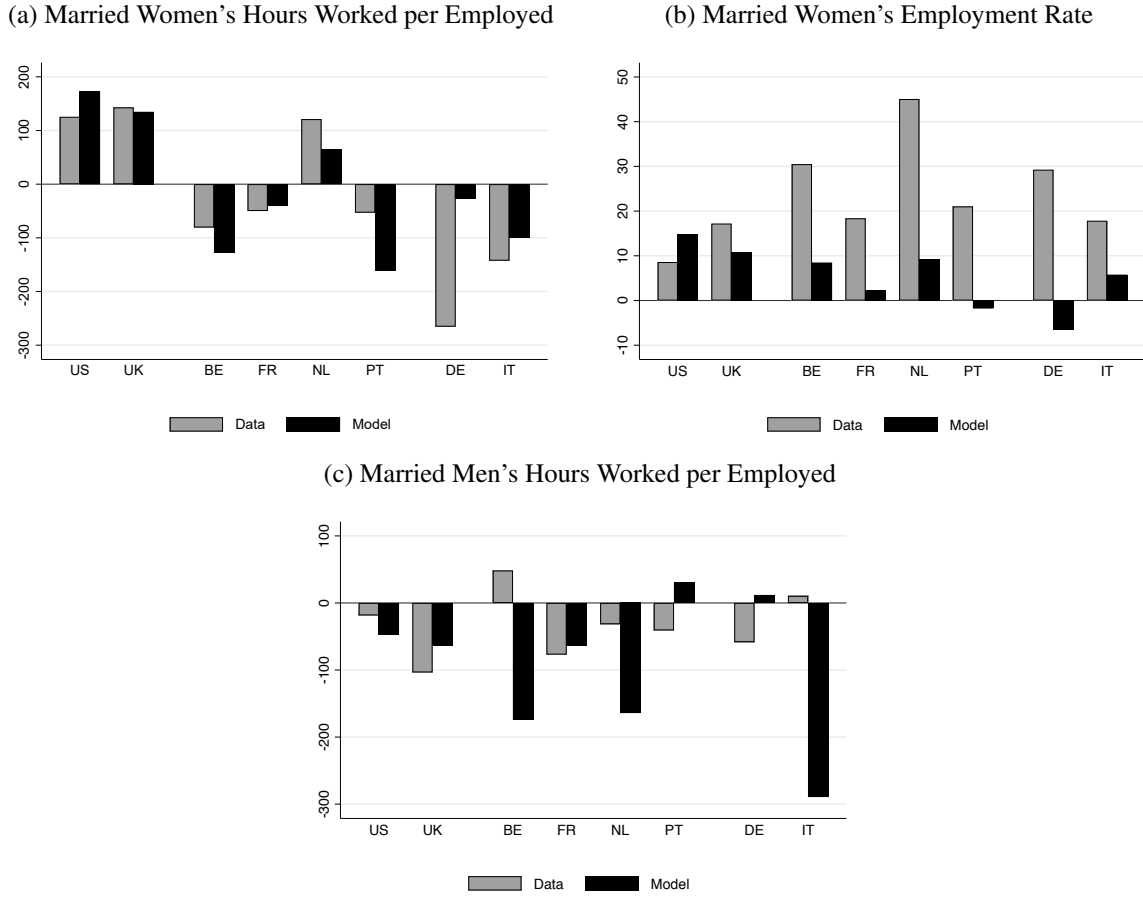 (a) Married Women’s Hours Worked per Employed
200
100
0
-100
-200
-300
US UK BE FR NL PT DE IT
Data Model
(b) Married Women’s Employment Rate
50
40
30
20
10
0
-10
US UK BE FR NL PT DE IT
Data Model
(c) Married Men’s Hours Worked per Employed
100
0
-100
-200
-300
US UK BE FR NL PT DE IT
Data Model